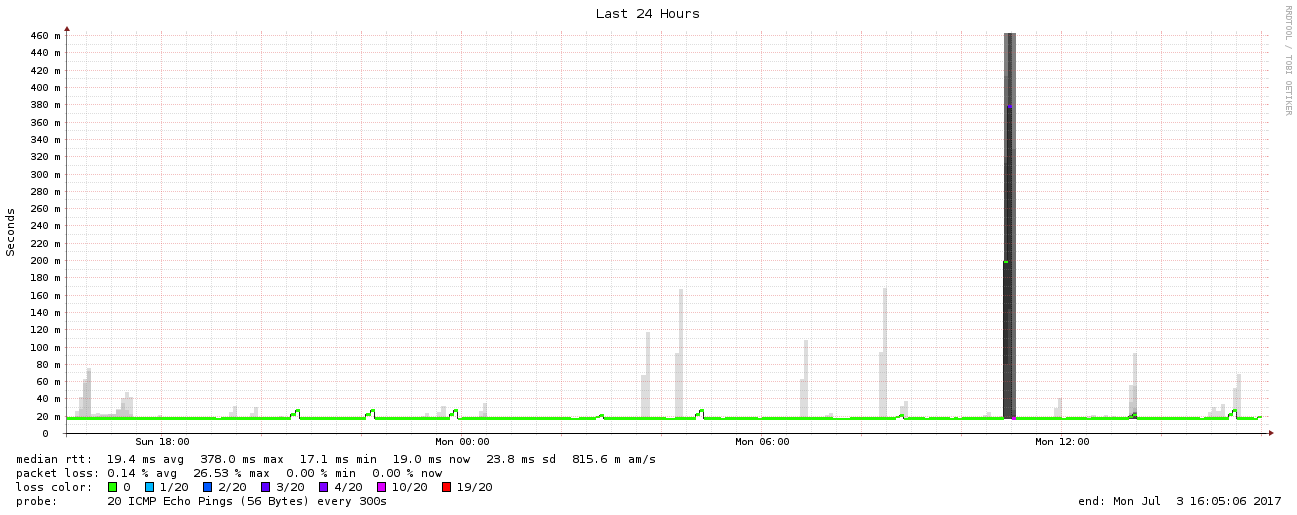 Last 24 Hours
RRDTOOL / TOBI OETIKER
Seconds
460 m
440 m
420 m
400 m
380 m
360 m
340 m
320 m
300 m
280 m
260 m
240 m
220 m
200 m
180 m
160 m
140 m
120 m
100 m
80 m
60 m
40 m
20 m
0
Sun 18:00 Mon 00:00 Mon 06:00 Mon 12:00
median rtt: 19.4 ms avg 378.0 ms max 17.1 ms min 19.0 ms now 23.8 ms sd 815.6 m am/s
packet loss: 0.14 % avg 26.53 % max 0.00 % min 0.00 % now
loss color: 0 1/20 2/20 3/20 4/20 10/20 19/20
probe: 20 ICMP Echo Pings (56 Bytes) every 300s end: Mon Jul 3 16:05:06 2017